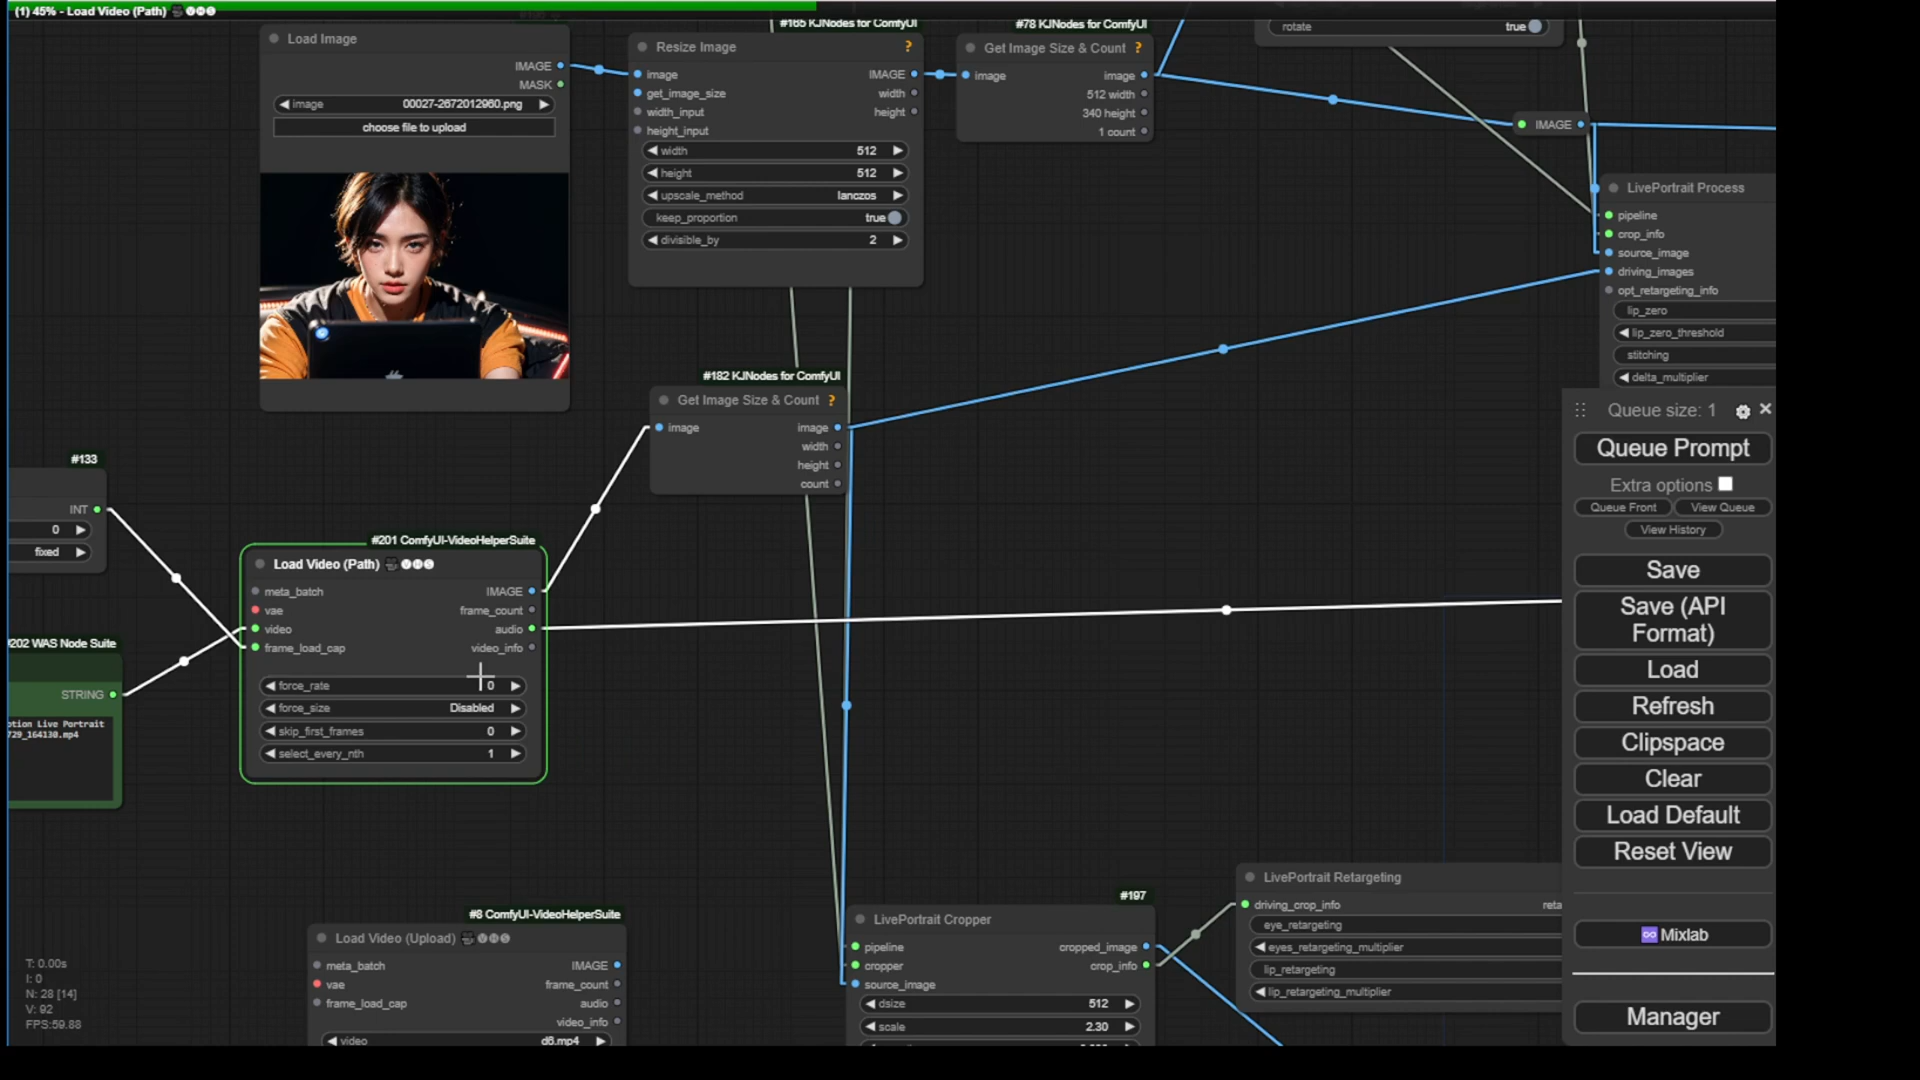 (1) 45% - Load Video (Path)
Load Image
IMAGE
MASK
image 00027-2672012960.png
choose file to upload
#165 KJNodes for ComfyUI
Resize Image ?
image IMAGE
get_image_size width
width_input height
height_input
width 512
height 512
upscale_method lanczos
keep_proportion true
divisible_by 2
#78 KJNodes for ComfyUI
Get Image Size & Count ?
image image
512 width
340 height
1 count
rotate true
IMAGE
LivePortrait Process
pipeline
crop_info
source_image
driving_images
opt_retargeting_info
lip_zero
lip_zero_threshold
stitching
delta_multiplier
#182 KJNodes for ComfyUI
Get Image Size & Count ?
image image
width
height
count
#133
INT
0
fixed
#202 WAS Node Suite
STRING
ption Live Portrait
729_164130.mp4
#201 ComfyUI-VideoHelperSuite
Load Video (Path) VHS
meta_batch IMAGE
vae frame_count
video audio
frame_load_cap video_info
force_rate 0
force_size Disabled
skip_first_frames 0
select_every_nth 1
#8 ComfyUI-VideoHelperSuite
Load Video (Upload) VHS
meta_batch IMAGE
vae frame_count
frame_load_cap audio
video_info
video d6.mp4
#197
LivePortrait Cropper
pipeline cropped_image
cropper crop_info
source_image
dsize 512
scale 2.30
LivePortrait Retargeting
driving_crop_info reta
eye_retargeting
eyes_retargeting_multiplier
lip_retargeting
lip_retargeting_multiplier
Queue size: 1
Queue Prompt
Extra options
Queue Front View Queue
View History
Save
Save (API
Format)
Load
Refresh
Clipspace
Clear
Load Default
Reset View
Mixlab
Manager
T: 0.00s
I: 0
N: 28 [14]
V: 92
FPS:59.88